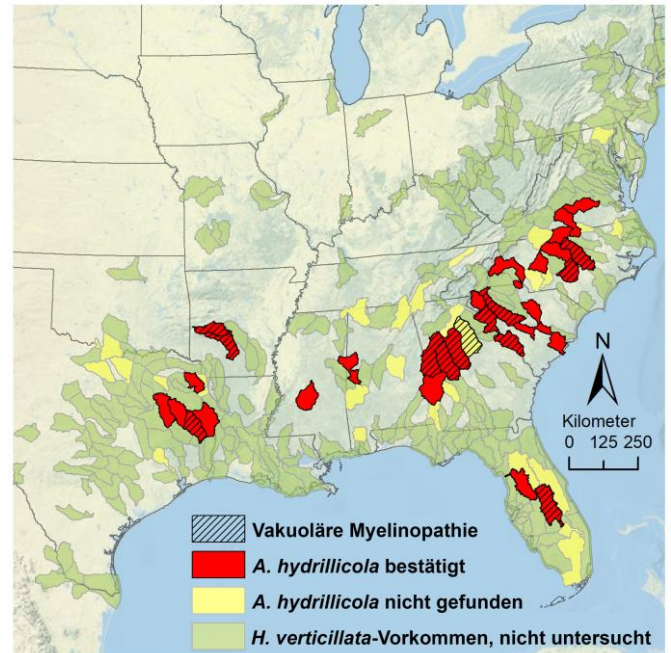 N
Kilometer
0 125 250
Vakuoläre Myelinopathie
A. hydrillicola bestätigt
A. hydrillicola nicht gefunden
H. verticillata-Vorkommen, nicht untersucht